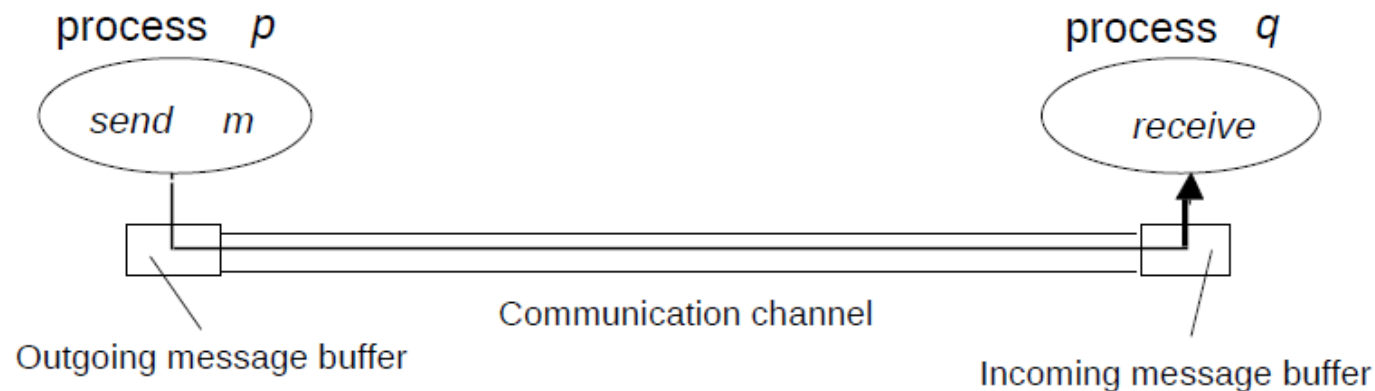 process p
process q
send m
receive
Communication channel
Outgoing message buffer
Incoming message buffer